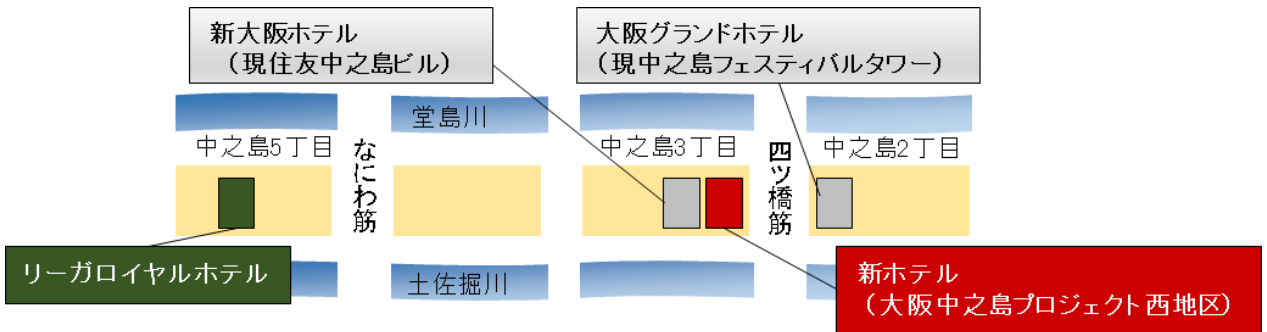 新大阪ホテル
（現住友中之島ビル）
大阪グランドホテル
（現中之島フェスティバルタワー）
堂島川
中之島5丁目
なにわ筋
中之島3丁目
四ツ橋筋
中之島2丁目
リーガロイヤルホテル
土佐掘川
新ホテル
（大阪中之島プロジェクト西地区）